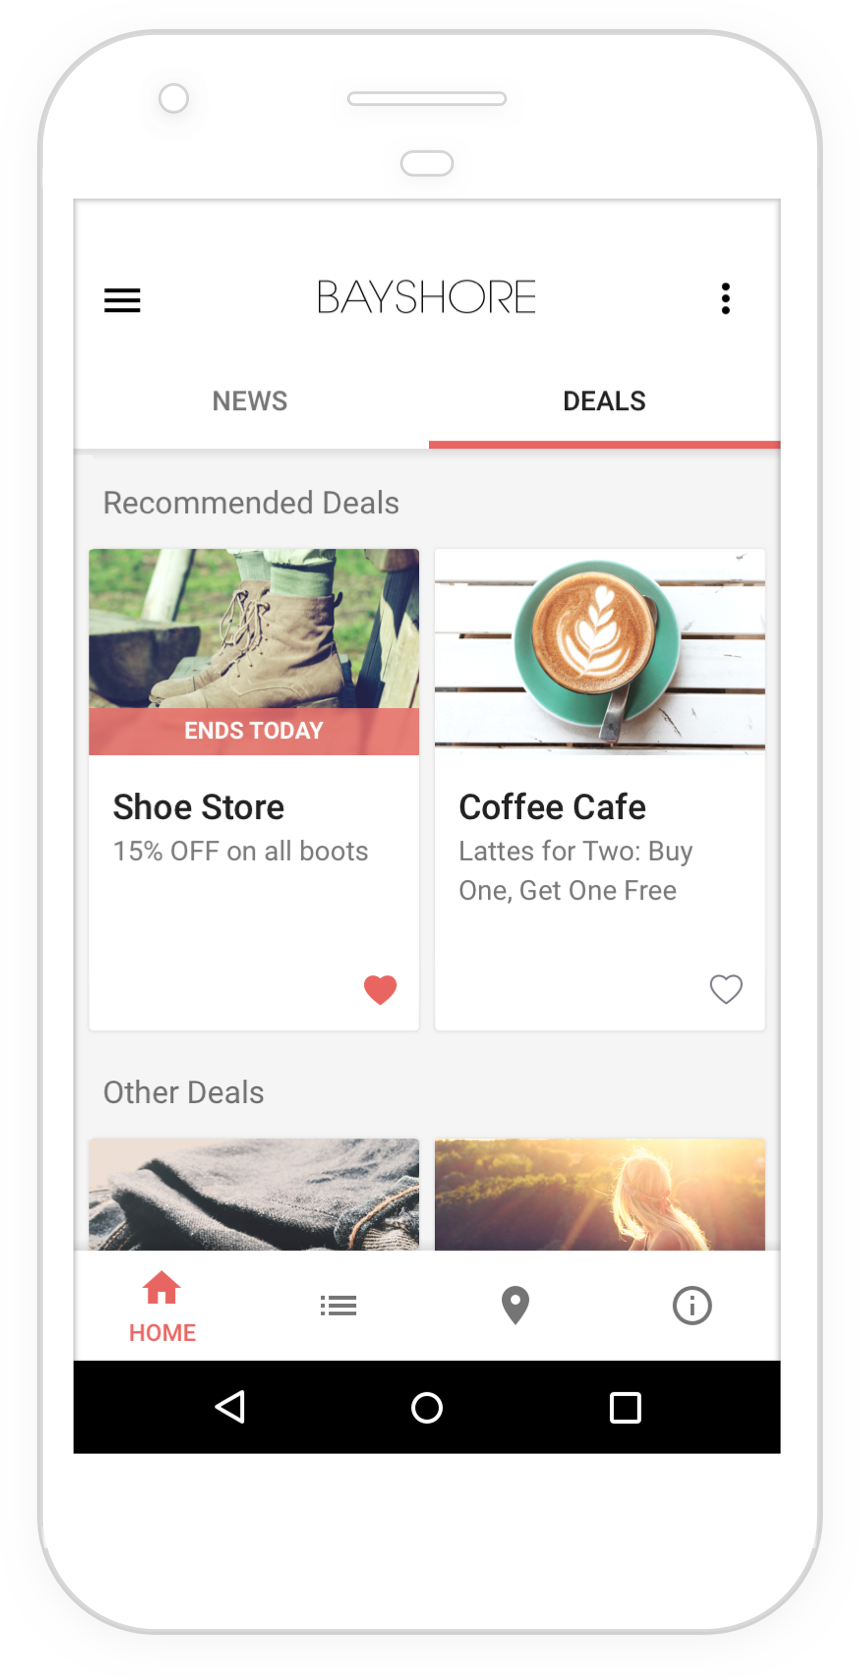 BAYSHORE
NEWS
DEALS
Recommended Deals
ENDS TODAY
Shoe Store
15% OFF on all boots
Coffee Cafe
Lattes for Two: Buy
One, Get One Free
Other Deals
HOME